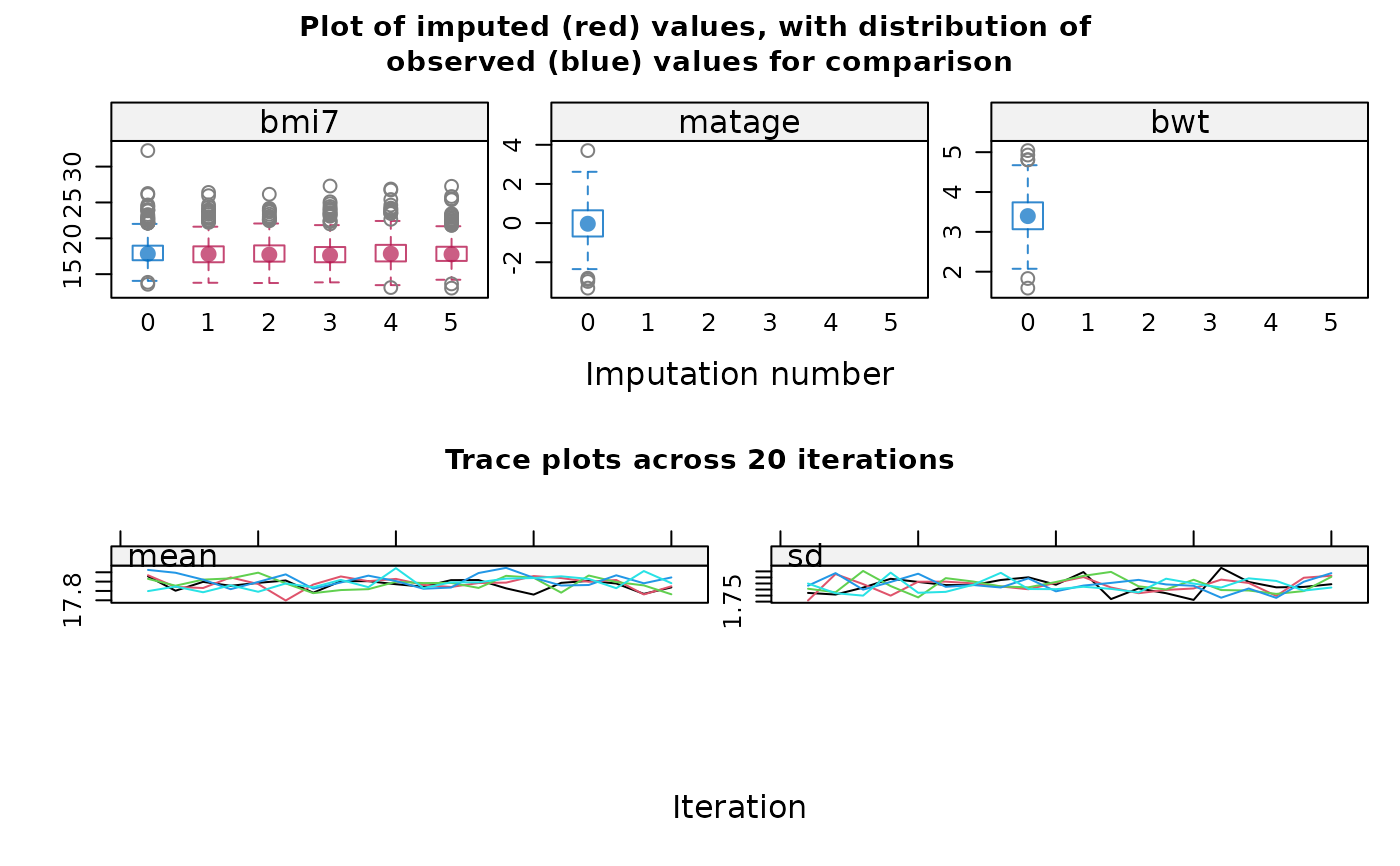 Plot of imputed (red) values, with distribution of
observed (blue) values for comparison
bmi7 matage bwt
15 20 25 30
-2 0 2 4
2 3 4 5
0 1 2 3 4 5 0 1 2 3 4 5 0 1 2 3 4 5
Imputation number
Trace plots across 20 iterations
mean sd
17.8 1.75
Iteration